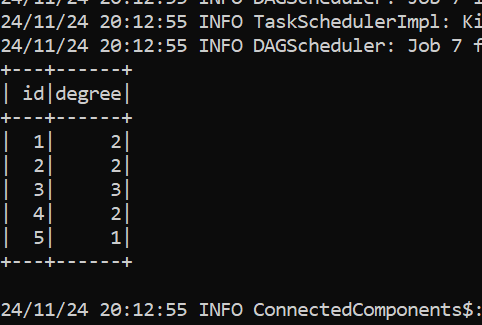 24/11/24 20:12:55 INFO DAGScheduler: Job 7 i
24/11/24 20:12:55 INFO TaskSchedulerImpl: Ki
24/11/24 20:12:55 INFO DAGScheduler: Job 7 f
+---+------+
| id|degree|
+---+------+
|  1|     2|
|  2|     2|
|  3|     3|
|  4|     2|
|  5|     1|
+---+------+
24/11/24 20:12:55 INFO ConnectedComponents$: